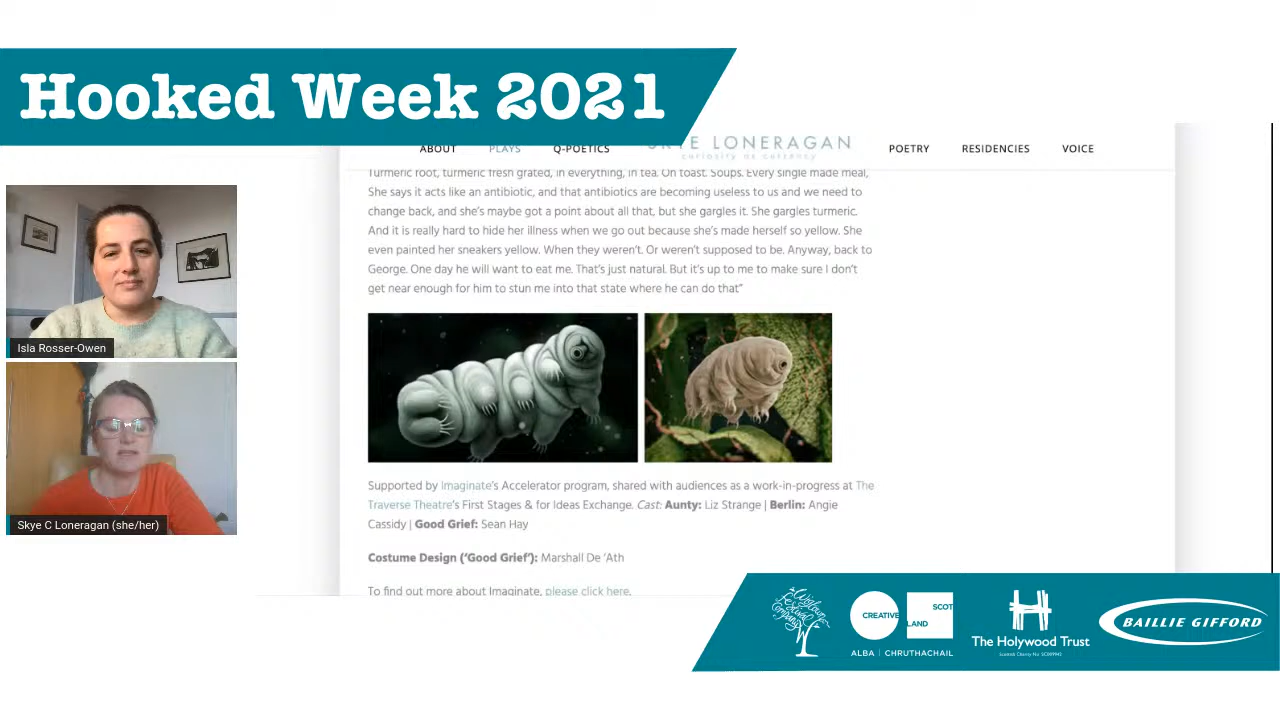 Hooked Week 2021
ABOUT PLAYS Q-POETICS SKYE LONERAGAN POETRY RESIDENCIES VOICE
curiosity as currency
Turmeric root, turmeric fresh grated, in everything, in tea. On toast. Soups. Every single made meal,
She says it acts like an antibiotic, and that antibiotics are becoming useless to us and we need to
change back, and she's maybe got a point about all that, but she gargles it. She gargles turmeric.
And it is really hard to hide her illness when we go out because she's made herself so yellow. She
even painted her sneakers yellow. When they weren't. Or weren't supposed to be. Anyway, back to
George. One day he will want to eat me. That's just natural. But it's up to me to make sure I don't
get near enough for him to stun me into that state where he can do that"
Isla Rosser-Owen
Skye C Loneragan (she/her)
Supported by Imaginate's Accelerator program, shared with audiences as a work-in-progress at The
Traverse Theatre's First Stages & for Ideas Exchange. Cast: Aunty: Liz Strange | Berlin: Angie
Cassidy | Good Grief: Sean Hay
Costume Design ('Good Grief'): Marshall De 'Ath
To find out more about Imaginate, please click here.
Wigtown Festival Company
CREATIVE SCOTLAND
ALBA | CHRUTHACHAIL
The Holywood Trust
BAILLIE GIFFORD